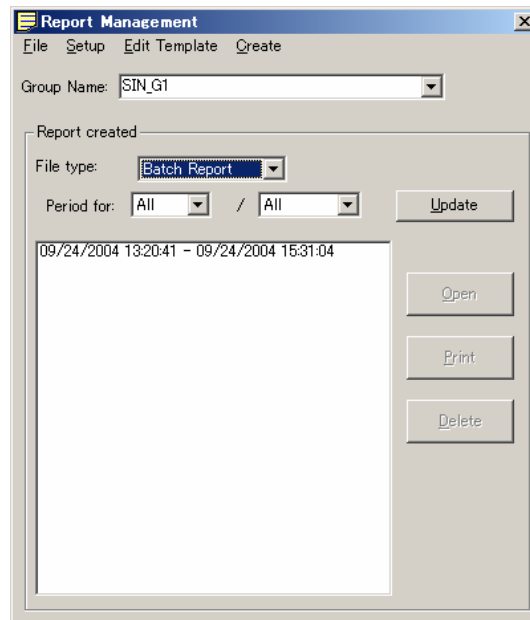 Report Management
File Setup Edit Template Create
Group Name: SIN_G1
Report created
File type: Batch Report
Period for: All / All Update
09/24/2004 13:20:41 - 09/24/2004 15:31:04
Open
Print
Delete